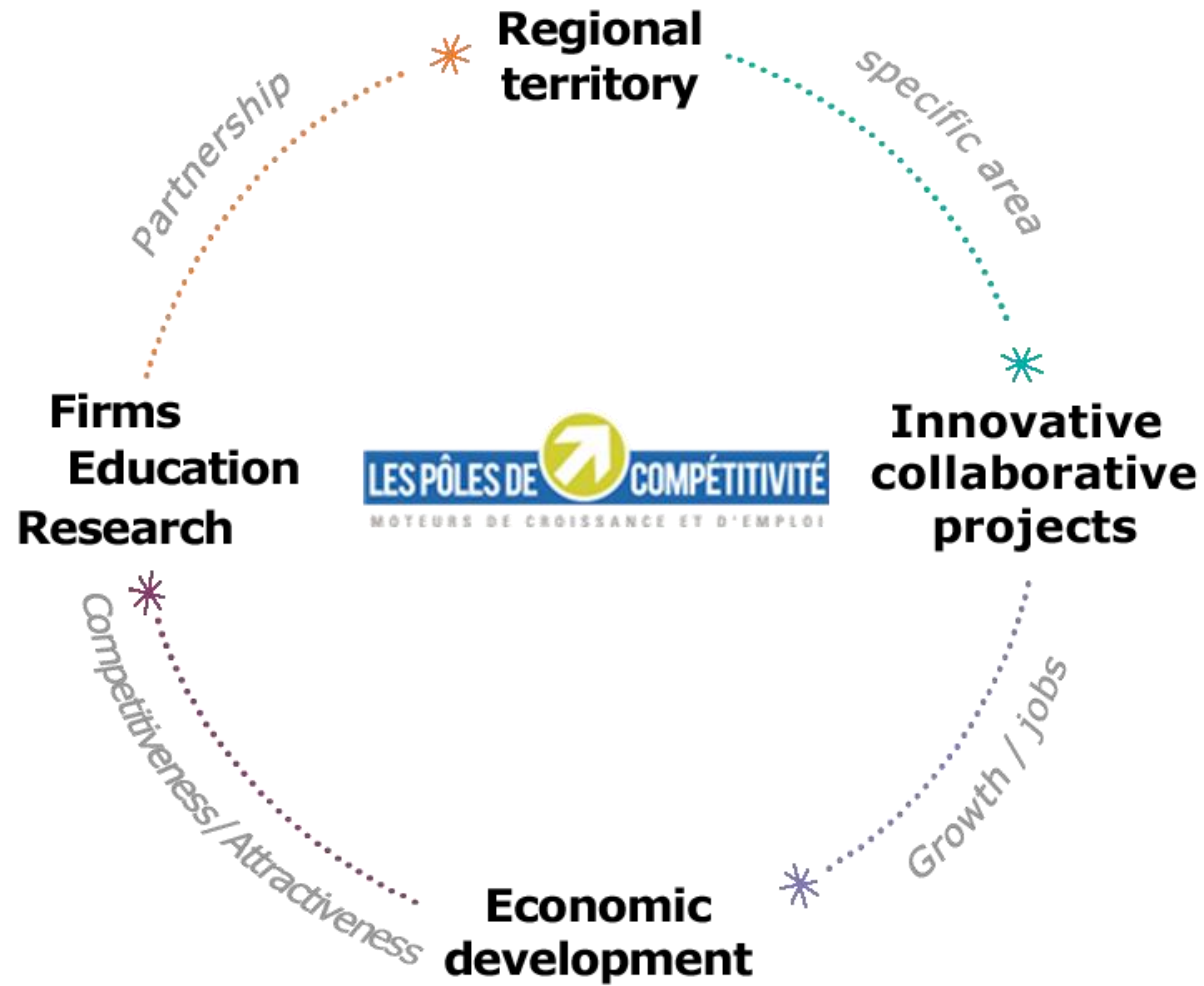 Regional
territory
specific area
Partnership
Firms
Education
Research
LES PÔLES DE COMPÉTITIVITÉ
MOTEURS DE CROISSANCE ET D'EMPLOI
Innovative
collaborative
projects
Growth / jobs
Competitiveness/Attractiveness
Economic
development